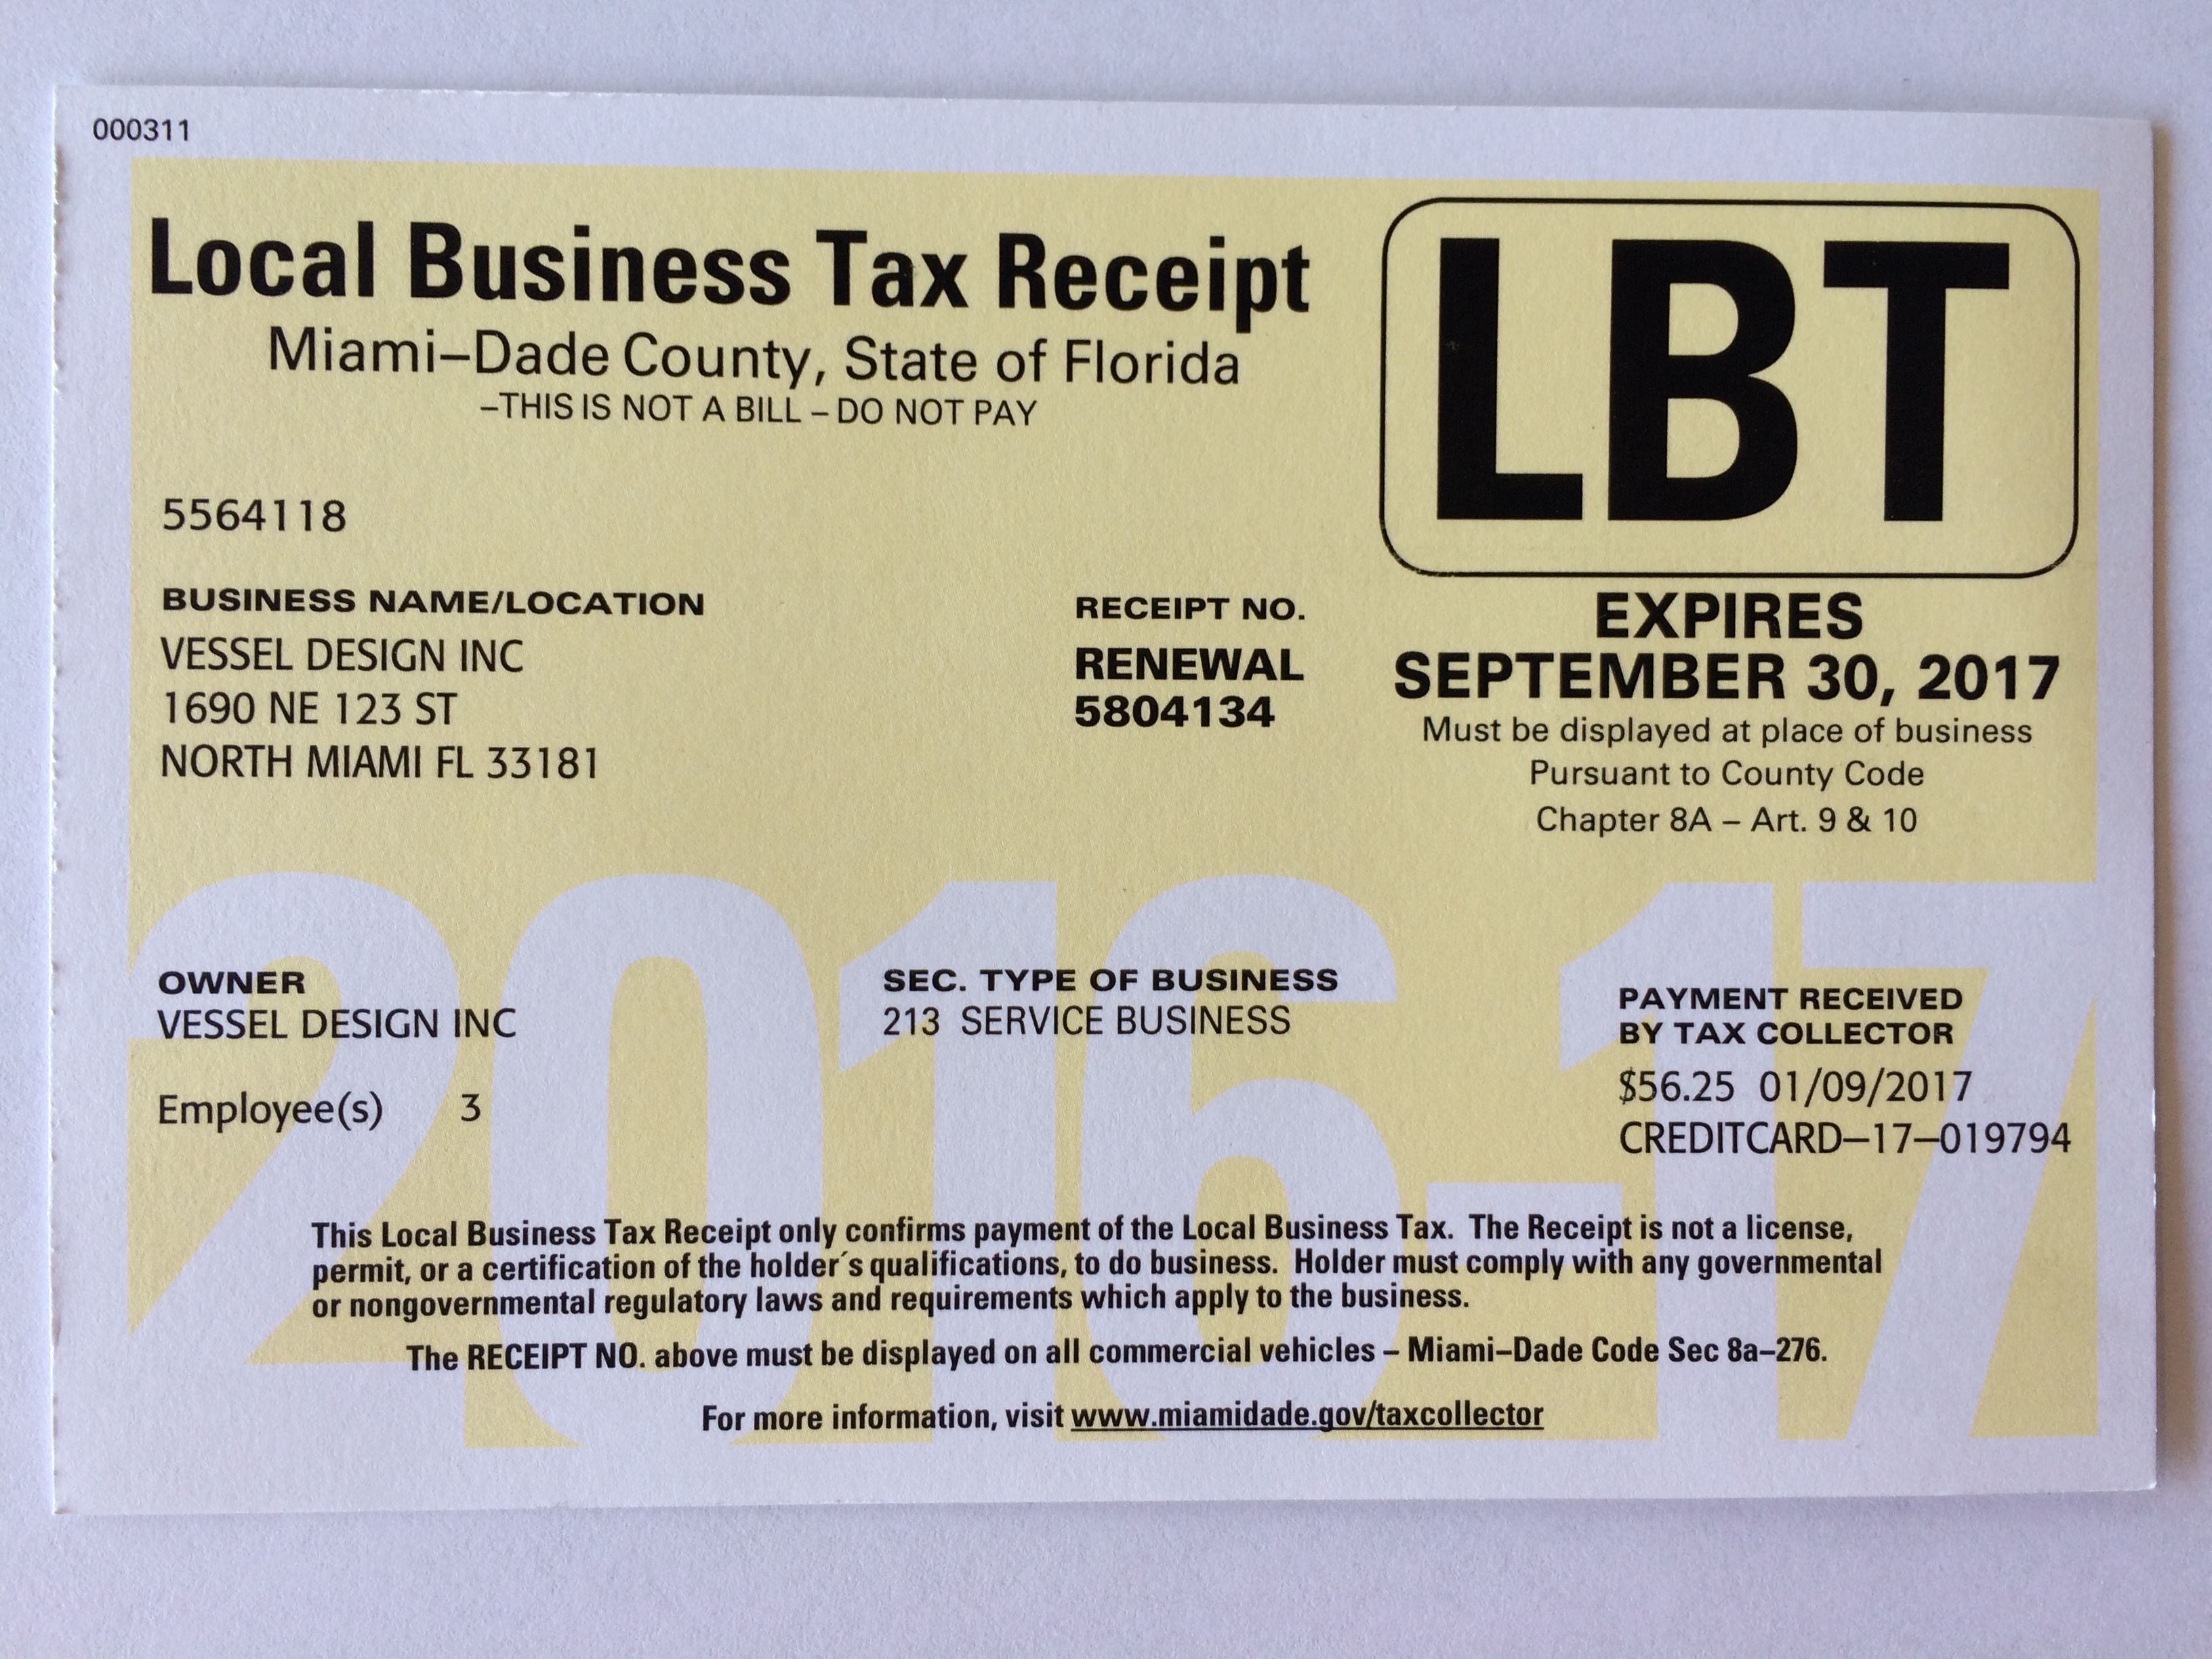 000311
Local Business Tax Receipt
Miami–Dade County, State of Florida
–THIS IS NOT A BILL – DO NOT PAY
LBT
5564118
BUSINESS NAME/LOCATION
VESSEL DESIGN INC
1690 NE 123 ST
NORTH MIAMI FL 33181
RECEIPT NO.
RENEWAL
5804134
EXPIRES
SEPTEMBER 30, 2017
Must be displayed at place of business
Pursuant to County Code
Chapter 8A – Art. 9 & 10
2016-17
OWNER
VESSEL DESIGN INC
Employee(s) 3
SEC. TYPE OF BUSINESS
213 SERVICE BUSINESS
PAYMENT RECEIVED
BY TAX COLLECTOR
$56.25 01/09/2017
CREDITCARD–17–019794
This Local Business Tax Receipt only confirms payment of the Local Business Tax. The Receipt is not a license,
permit, or a certification of the holder´s qualifications, to do business. Holder must comply with any governmental
or nongovernmental regulatory laws and requirements which apply to the business.
The RECEIPT NO. above must be displayed on all commercial vehicles – Miami–Dade Code Sec 8a–276.
For more information, visit www.miamidade.gov/taxcollector